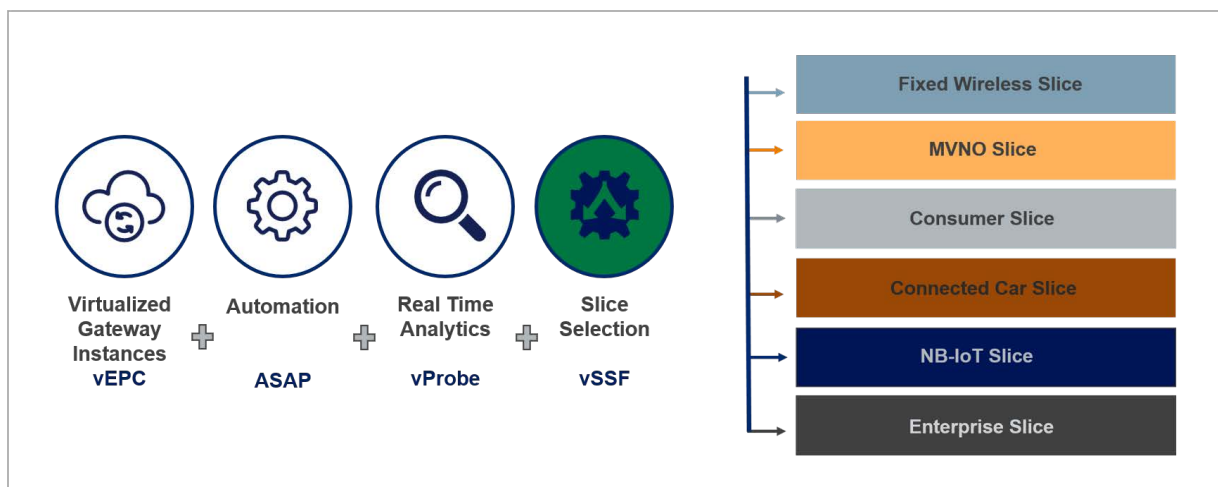 Virtualized
Gateway
Instances
vEPC
Automation
ASAP
Real Time
Analytics
vProbe
Slice
Selection
vSSF
Fixed Wireless Slice
MVNO Slice
Consumer Slice
Connected Car Slice
NB-IoT Slice
Enterprise Slice